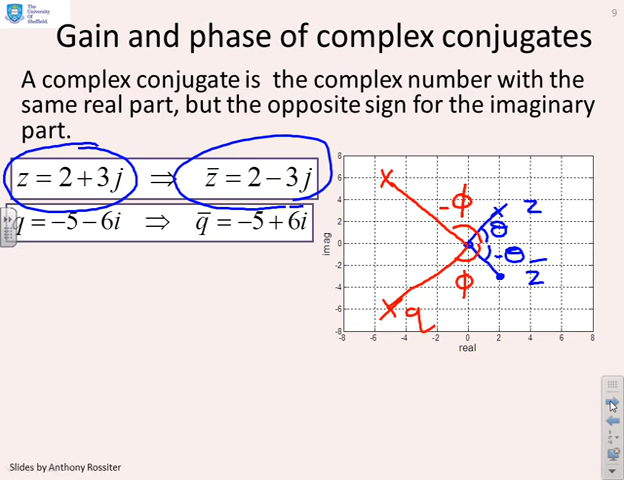 The University Of Sheffield.
9
Gain and phase of complex conjugates
A complex conjugate is the complex number with the
same real part, but the opposite sign for the imaginary
part.
z = 2 + 3j ⇒ z̄ = 2 − 3j
q = −5 − 6i ⇒ q̄ = −5 + 6i
8
6
4
2
0
-2
-4
-6
-8
imag
-8 -6 -4 -2 0 2 4 6 8
real
x
-ϕ
x z
θ
-θ
z̄
ϕ
x q
Slides by Anthony Rossiter